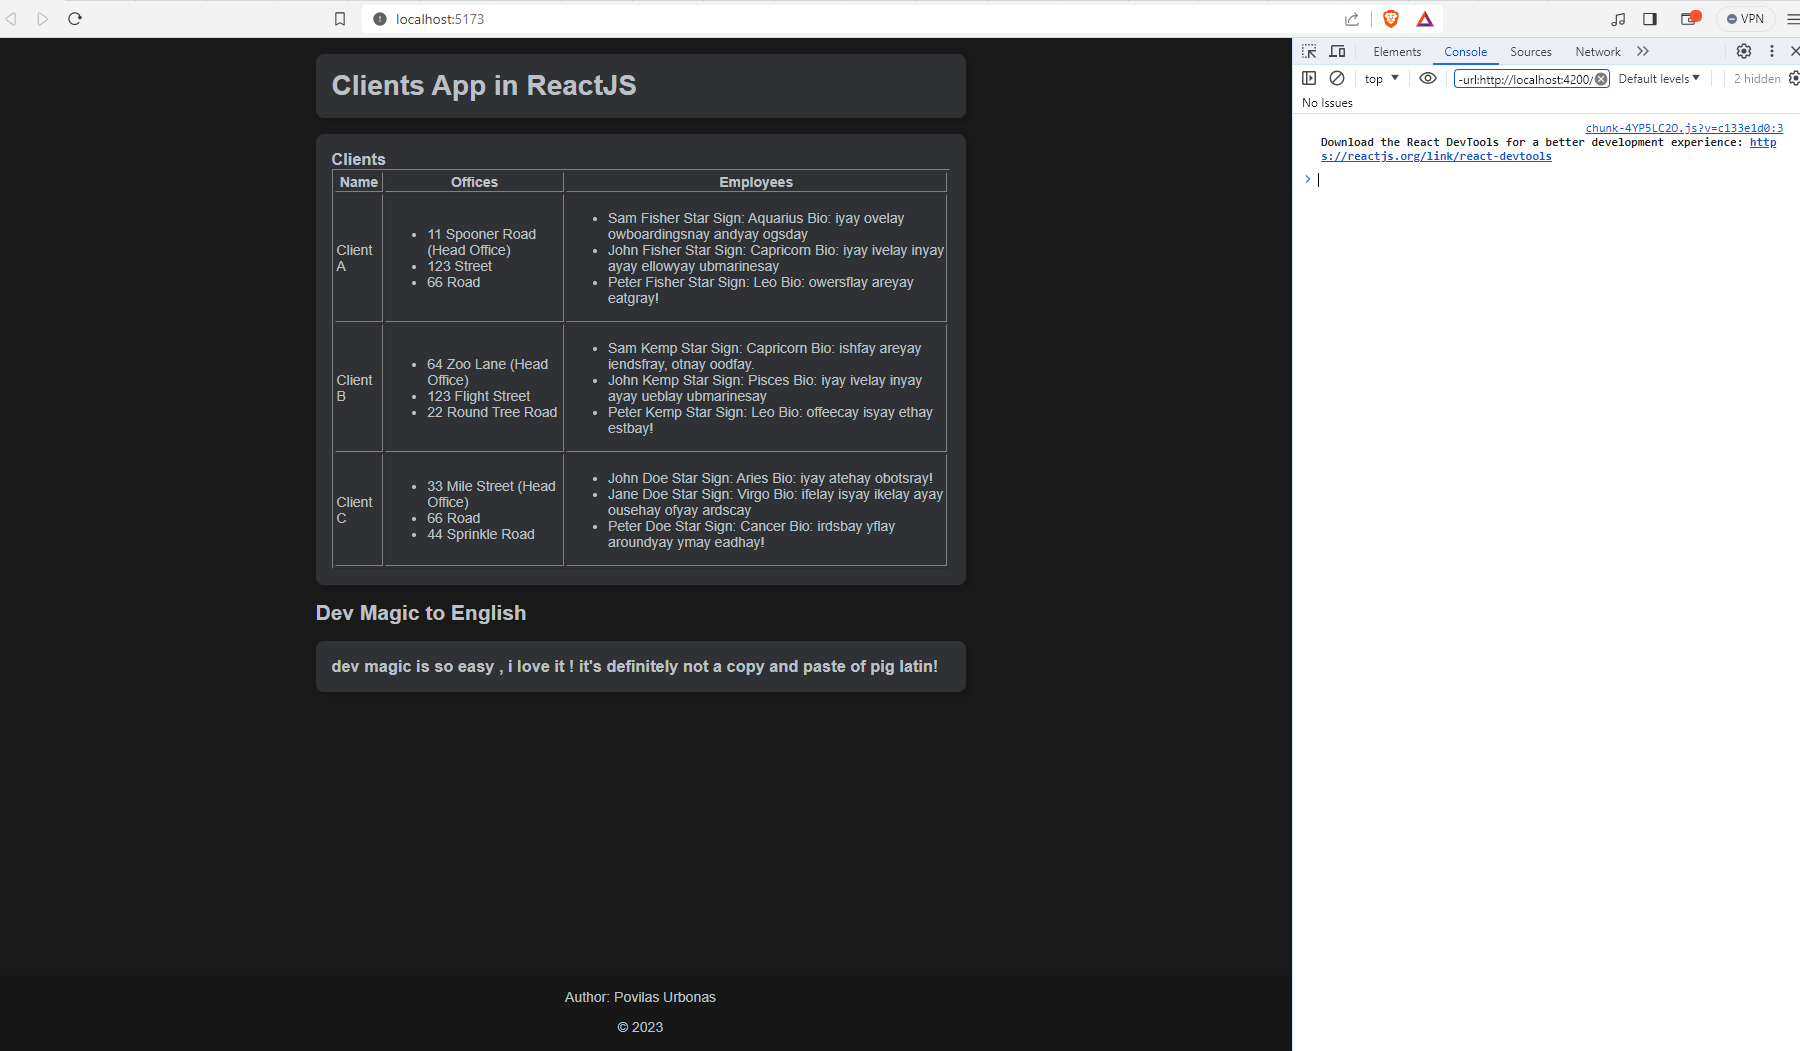 localhost:5173
VPN
Elements
Console
Sources
Network
top
-url:http://localhost:4200/
Default levels
2 hidden
No Issues
chunk-4YP5LC2O.js?v=c133e1d0:3
Download the React DevTools for a better development experience: http
s://reactjs.org/link/react-devtools
Clients App in ReactJS
Clients
Name
Offices
Employees
Client
A
11 Spooner Road
(Head Office)
123 Street
66 Road
Sam Fisher Star Sign: Aquarius Bio: iyay ovelay
owboardingsnay andyay ogsday
John Fisher Star Sign: Capricorn Bio: iyay ivelay inyay
ayay ellowyay ubmarinesay
Peter Fisher Star Sign: Leo Bio: owersflay areyay
eatgray!
Client
B
64 Zoo Lane (Head
Office)
123 Flight Street
22 Round Tree Road
Sam Kemp Star Sign: Capricorn Bio: ishfay areyay
iendsfray, otnay oodfay.
John Kemp Star Sign: Pisces Bio: iyay ivelay inyay
ayay ueblay ubmarinesay
Peter Kemp Star Sign: Leo Bio: offeecay isyay ethay
estbay!
Client
C
33 Mile Street (Head
Office)
66 Road
44 Sprinkle Road
John Doe Star Sign: Aries Bio: iyay atehay obotsray!
Jane Doe Star Sign: Virgo Bio: ifelay isyay ikelay ayay
ousehay ofyay ardscay
Peter Doe Star Sign: Cancer Bio: irdsbay yflay
aroundyay ymay eadhay!
Dev Magic to English
dev magic is so easy , i love it ! it's definitely not a copy and paste of pig latin!
Author: Povilas Urbonas
© 2023